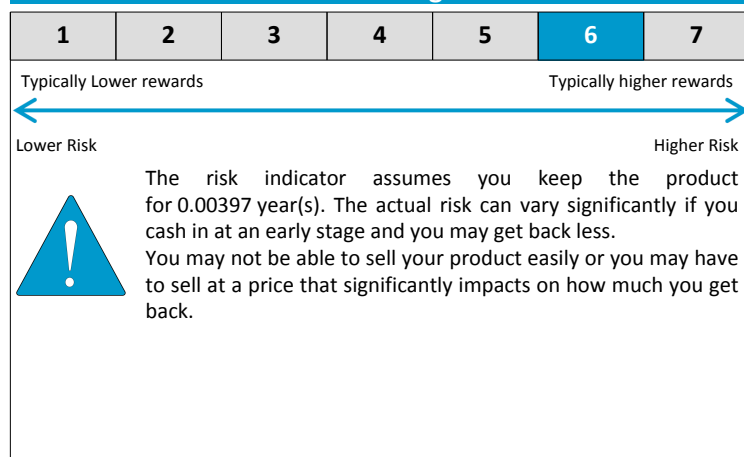 1 2 3 4 5 6 7
Typically Lower rewards Typically higher rewards
Lower Risk Higher Risk
The risk indicator assumes you keep the product
for 0.00397 year(s). The actual risk can vary significantly if you
cash in at an early stage and you may get back less.
You may not be able to sell your product easily or you may have
to sell at a price that significantly impacts on how much you get
back.